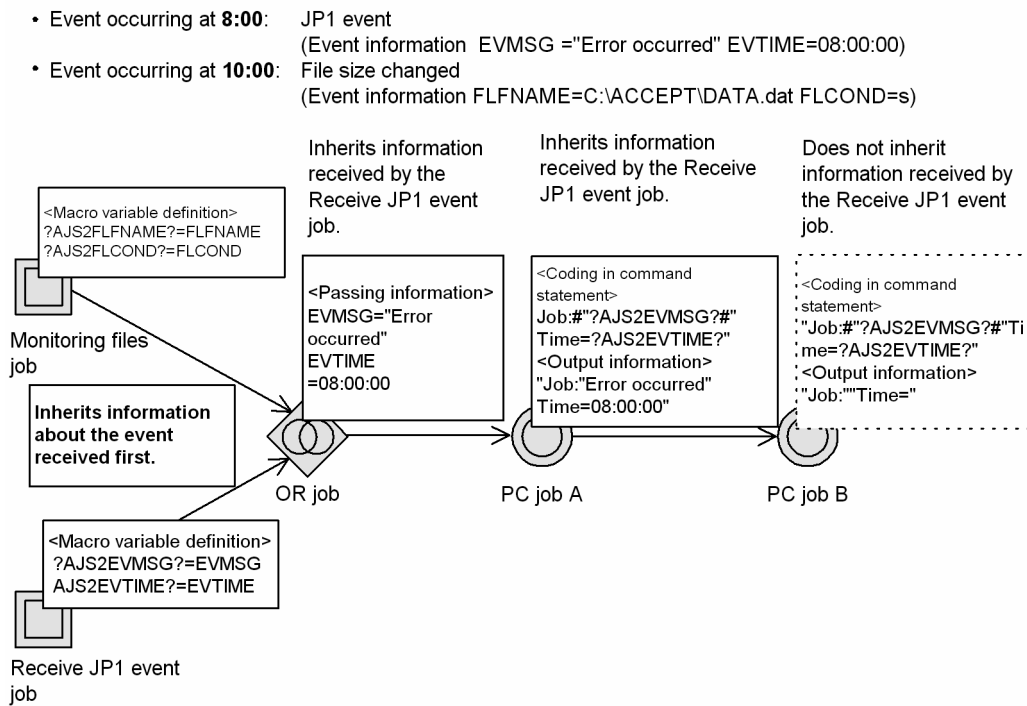 • Event occurring at 8:00: JP1 event
(Event information EVMSG ="Error occurred" EVTIME=08:00:00)
• Event occurring at 10:00: File size changed
(Event information FLFNAME=C:\ACCEPT\DATA.dat FLCOND=s)
Inherits information
received by the
Receive JP1 event
job.
Inherits information
received by the Receive
JP1 event job.
Does not inherit
information received by
the Receive JP1 event
job.
<Macro variable definition>
?AJS2FLFNAME?=FLFNAME
?AJS2FLCOND?=FLCOND
Monitoring files
job
<Passing information>
EVMSG="Error
occurred"
EVTIME
=08:00:00
<Coding in command
statement>
Job:#"?AJS2EVMSG?#"
Time=?AJS2EVTIME?"
<Output information>
"Job:"Error occurred"
Time=08:00:00"
<Coding in command
statement>
"Job:#"?AJS2EVMSG?#"Ti
me=?AJS2EVTIME?"
<Output information>
"Job:""Time="
Inherits information
about the event
received first.
OR job
PC job A
PC job B
<Macro variable definition>
?AJS2EVMSG?=EVMSG
AJS2EVTIME?=EVTIME
Receive JP1 event
job